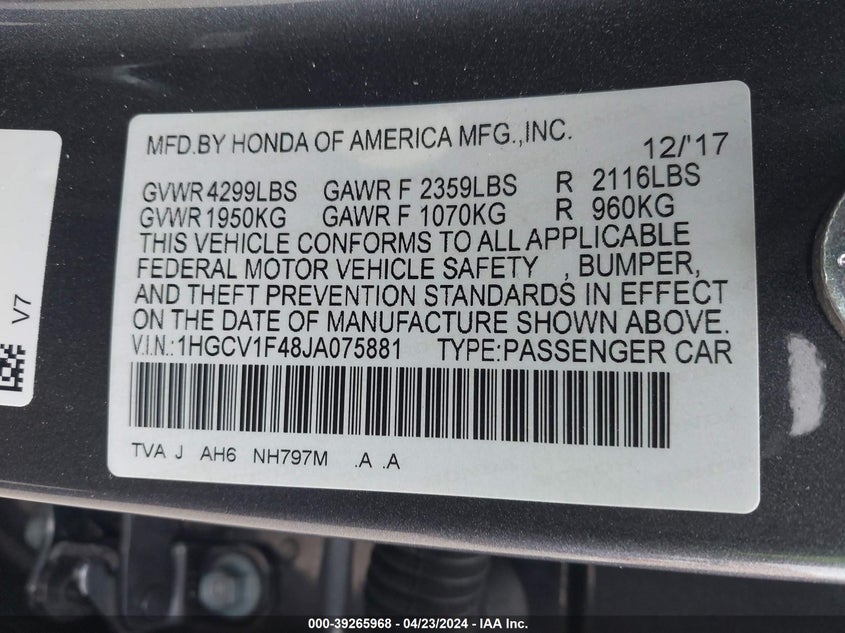 MFD.BY HONDA OF AMERICA MFG.,INC. 12/'17
GVWR 4299LBS GAWR F 2359LBS R 2116LBS
GVWR 1950KG GAWR F 1070KG R 960KG
THIS VEHICLE CONFORMS TO ALL APPLICABLE
FEDERAL MOTOR VEHICLE SAFETY , BUMPER,
AND THEFT PREVENTION STANDARDS IN EFFECT
ON THE DATE OF MANUFACTURE SHOWN ABOVE.
V.I.N.:1HGCV1F48JA075881 TYPE:PASSENGER CAR
TVA J AH6 NH797M .A .A
V7
000-39265968 - 04/23/2024 - IAA Inc.